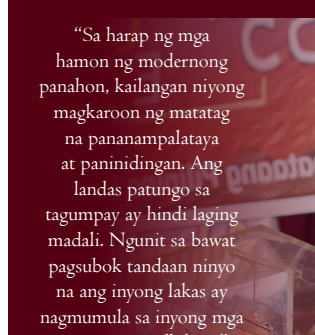 “Sa harap ng mga
hamon ng modernong
panahon, kailangan niyong
magkaroon ng matatag
na pananampalataya
at paninidingan. Ang
landas patungo sa
tagumpay ay hindi laging
madali. Ngunit sa bawat
pagsubok tandaan ninyo
na ang inyong lakas ay
nagmumula sa inyong mga